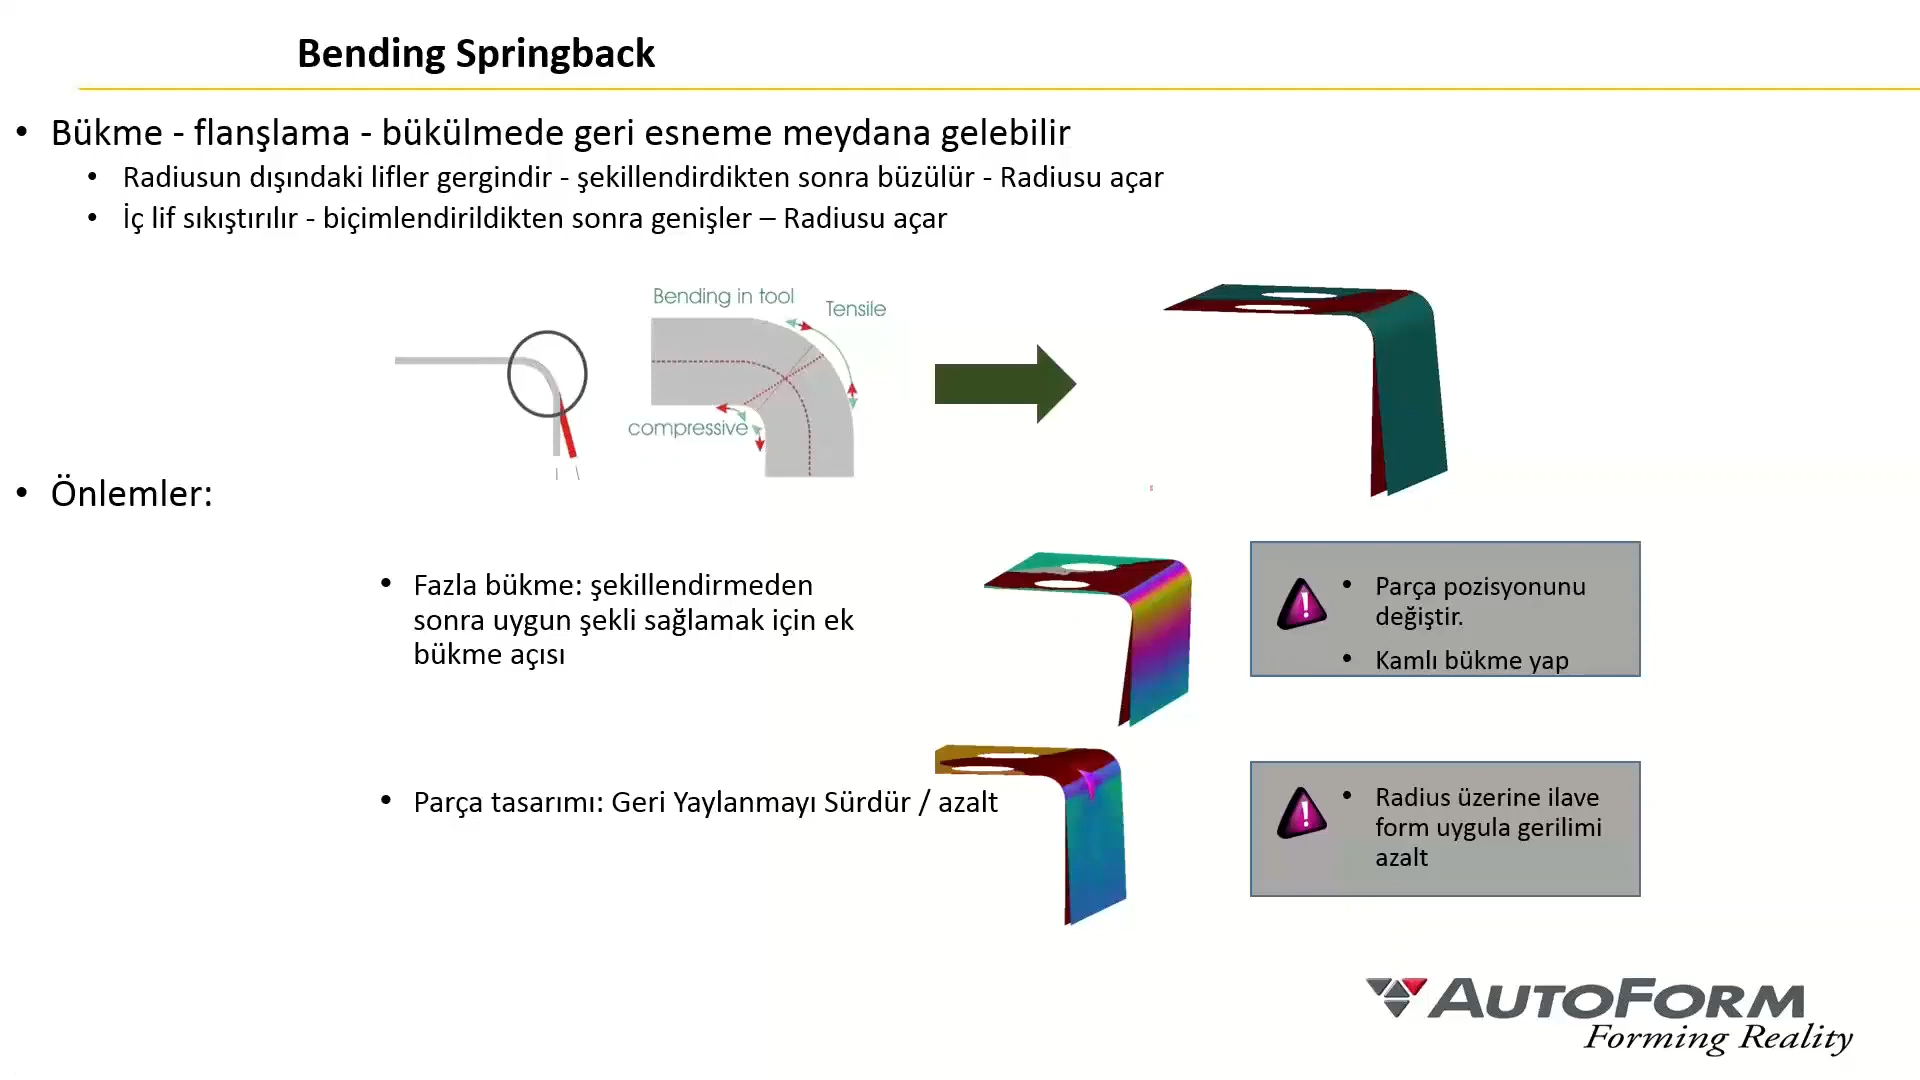 Bending Springback
• Bükme - flanşlama - bükülmede geri esneme meydana gelebilir
• Radiusun dışındaki lifler gergindir - şekillendirdikten sonra büzülür - Radiusu açar
• İç lif sıkıştırılır - biçimlendirildikten sonra genişler – Radiusu açar
Bending in tool
Tensile
compressive
• Önlemler:
• Fazla bükme: şekillendirmeden
sonra uygun şekli sağlamak için ek
bükme açısı
• Parça pozisyonunu
değiştir.
• Kamlı bükme yap
• Parça tasarımı: Geri Yaylanmayı Sürdür / azalt
• Radius üzerine ilave
form uygula gerilimi
azalt
AUTOFORM
Forming Reality